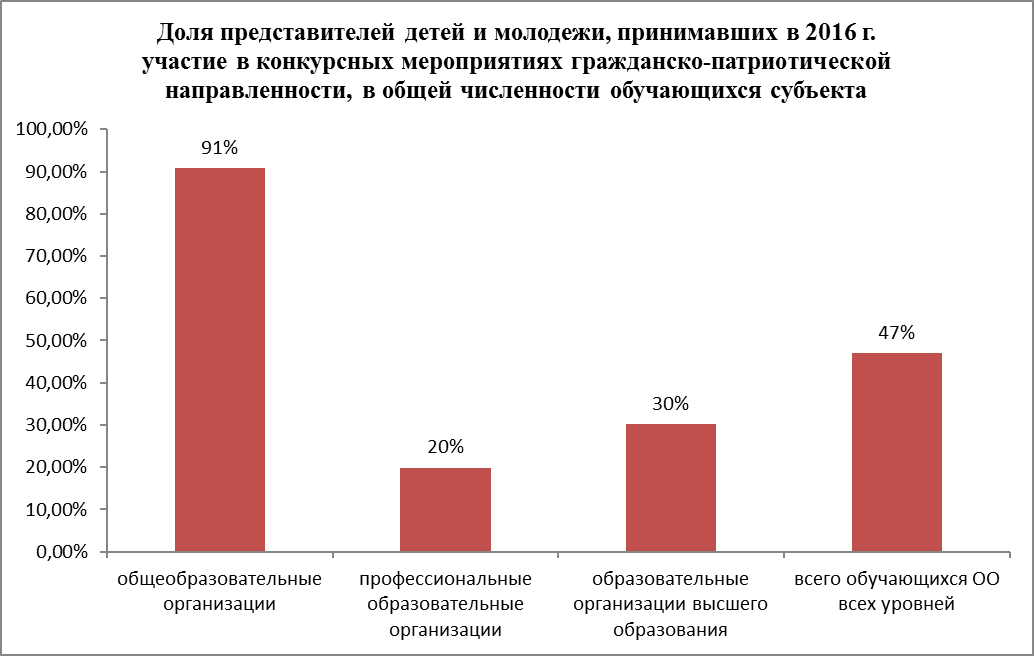 Доля представителей детей и молодежи, принимавших в 2016 г.
участие в конкурсных мероприятиях гражданско-патриотической
направленности, в общей численности обучающихся субъекта
100,00%
90,00%
80,00%
70,00%
60,00%
50,00%
40,00%
30,00%
20,00%
10,00%
0,00%
91%
20%
30%
47%
общеобразовательные
организации
профессиональные
образовательные
организации
образовательные
организации высшего
образования
всего обучающихся ОО
всех уровней